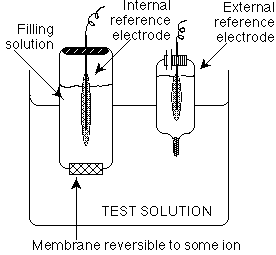 Filling
solution
Internal
reference
electrode
External
reference
electrode
TEST SOLUTION
Membrane reversible to some ion